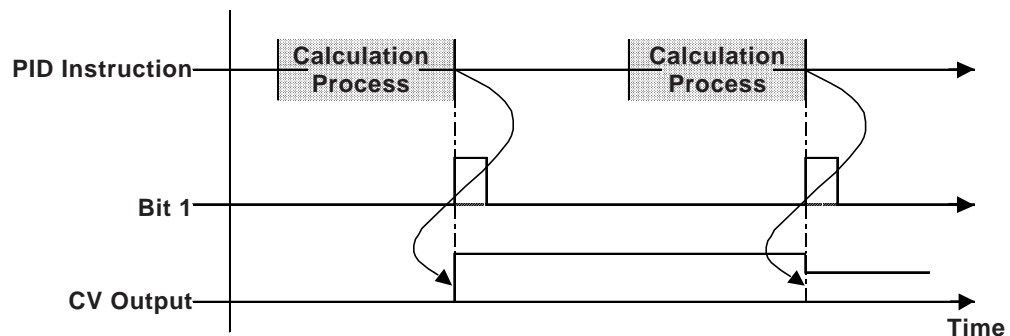 Calculation
Process
Calculation
Process
PID Instruction
Bit 1
CV Output
Time